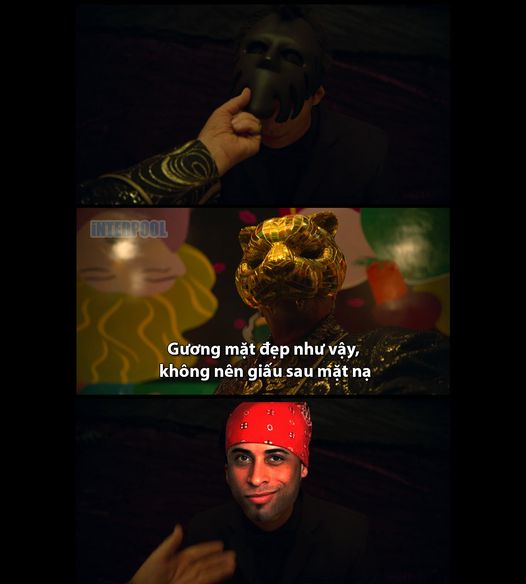 iNTERPOOL
Gương mặt đẹp như vậy,
không nên giấu sau mặt nạ